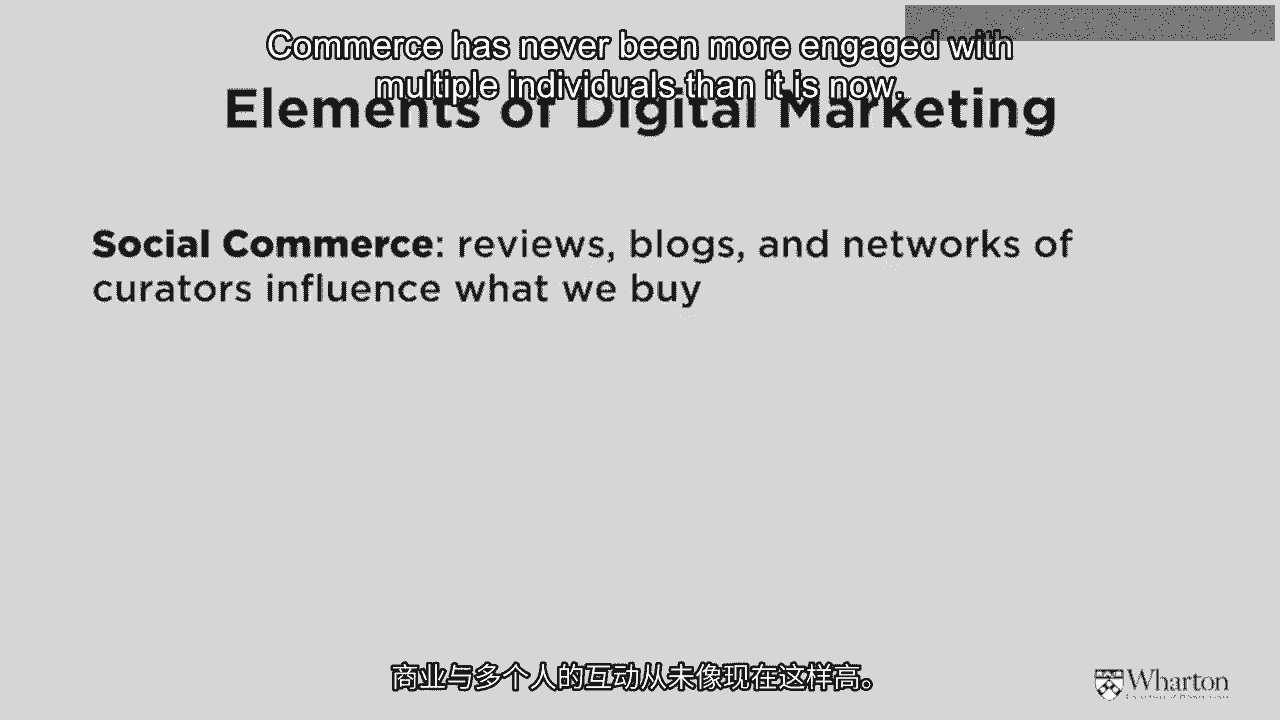 Commerce has never been more engaged with
multiple individuals than it is now.
Elements of Digital Marketing
Social Commerce: reviews, blogs, and networks of
curators influence what we buy
商业与多个人的互动从未像现在这样高。
Wharton